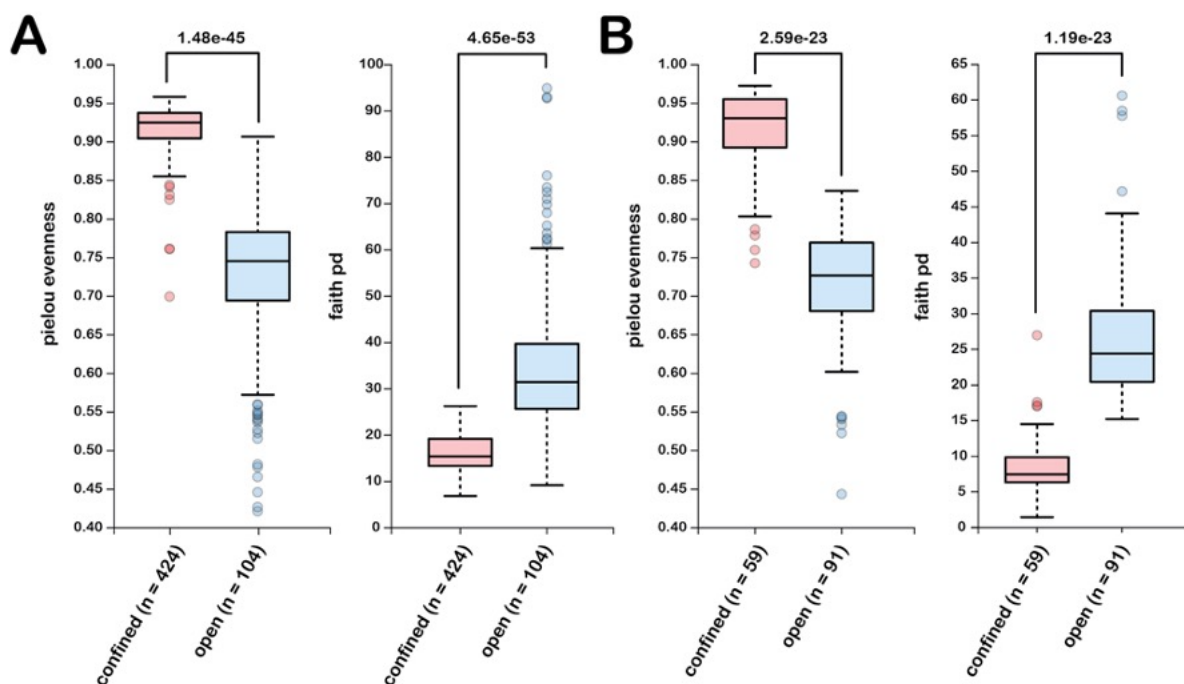 A
1.48e-45
pielou evenness
1.00
0.95
0.90
0.85
0.80
0.75
0.70
0.65
0.60
0.55
0.50
0.45
0.40
confined (n = 424)
open (n = 104)
4.65e-53
faith pd
100
90
80
70
60
50
40
30
20
10
0
confined (n = 424)
open (n = 104)
B
2.59e-23
pielou evenness
1.00
0.95
0.90
0.85
0.80
0.75
0.70
0.65
0.60
0.55
0.50
0.45
0.40
confined (n = 59)
open (n = 91)
1.19e-23
faith pd
65
60
55
50
45
40
35
30
25
20
15
10
5
0
confined (n = 59)
open (n = 91)